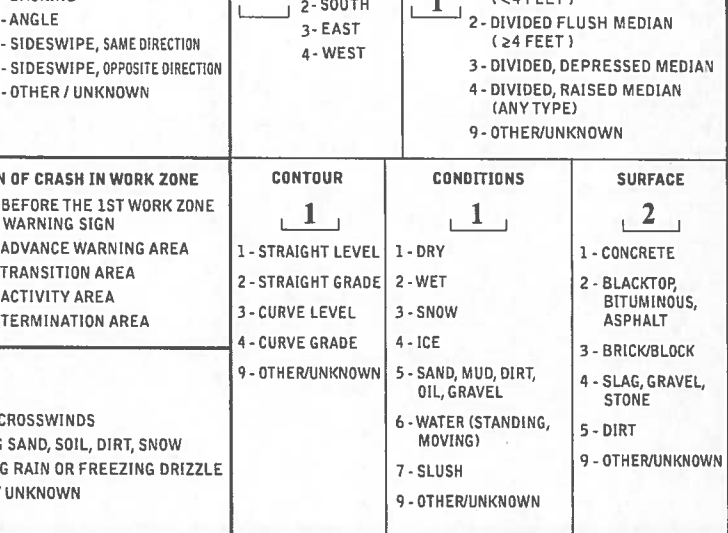 - ANGLE
- SIDESWIPE, SAME DIRECTION
- SIDESWIPE, OPPOSITE DIRECTION
- OTHER / UNKNOWN
2 - SOUTH
3 - EAST
4 - WEST
1
(<4 FEET)
2 - DIVIDED FLUSH MEDIAN
(≥4 FEET)
3 - DIVIDED, DEPRESSED MEDIAN
4 - DIVIDED, RAISED MEDIAN
(ANY TYPE)
9 - OTHER/UNKNOWN
N OF CRASH IN WORK ZONE
BEFORE THE 1ST WORK ZONE
WARNING SIGN
ADVANCE WARNING AREA
TRANSITION AREA
ACTIVITY AREA
TERMINATION AREA
CROSSWINDS
G SAND, SOIL, DIRT, SNOW
G RAIN OR FREEZING DRIZZLE
/ UNKNOWN
CONTOUR
1
1 - STRAIGHT LEVEL
2 - STRAIGHT GRADE
3 - CURVE LEVEL
4 - CURVE GRADE
9 - OTHER/UNKNOWN
CONDITIONS
1
1 - DRY
2 - WET
3 - SNOW
4 - ICE
5 - SAND, MUD, DIRT,
OIL, GRAVEL
6 - WATER (STANDING,
MOVING)
7 - SLUSH
9 - OTHER/UNKNOWN
SURFACE
2
1 - CONCRETE
2 - BLACKTOP,
BITUMINOUS,
ASPHALT
3 - BRICK/BLOCK
4 - SLAG, GRAVEL,
STONE
5 - DIRT
9 - OTHER/UNKNOWN